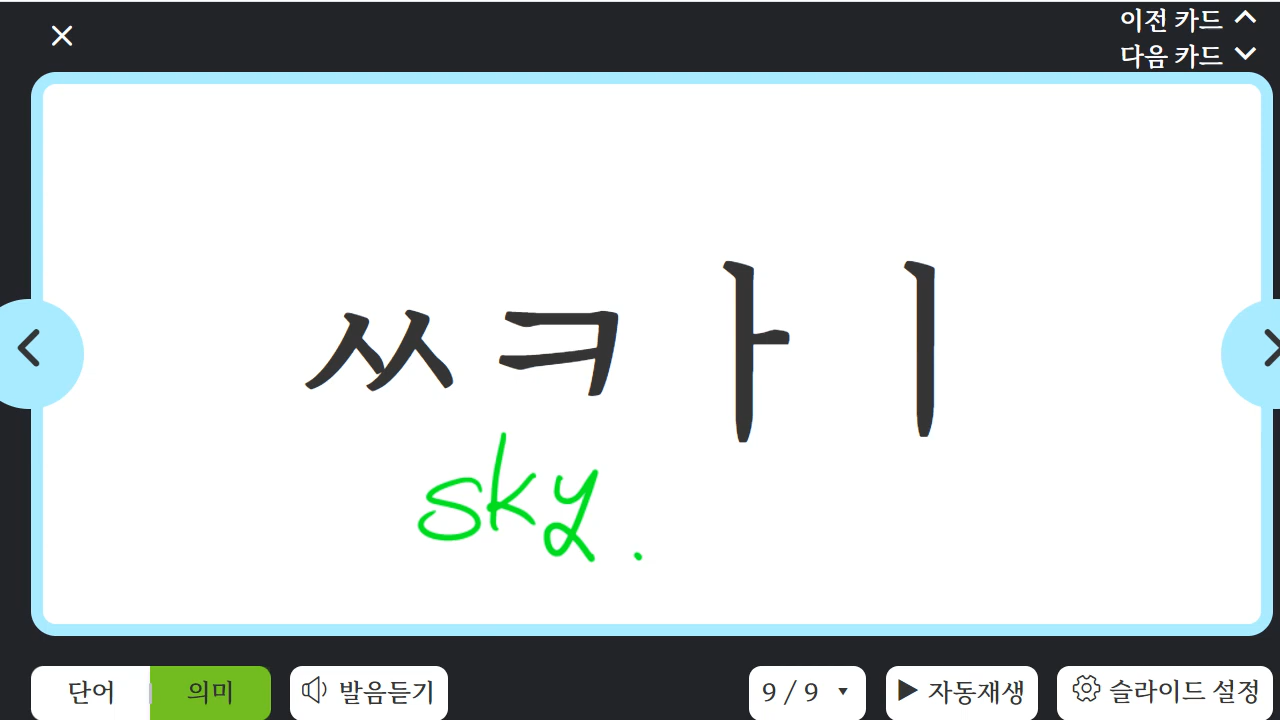 이전 카드
다음 카드
ㅆㅋㅏㅣ
sky.
단어 의미 발음듣기 9 / 9 자동재생 슬라이드 설정